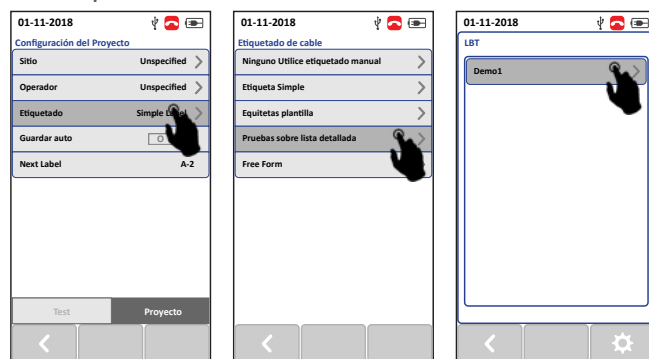 01-11-2018
Configuración del Proyecto
Sitio Unspecified
Operador Unspecified
Etiquetado Simple
Guardar auto
Next Label A-2
Test Proyecto
01-11-2018
Etiquetado de cable
Ninguno Utilice etiquetado manual
Etiqueta Simple
Equitetas plantilla
Pruebas sobre lista detallada
Free Form
01-11-2018
LBT
Demo1